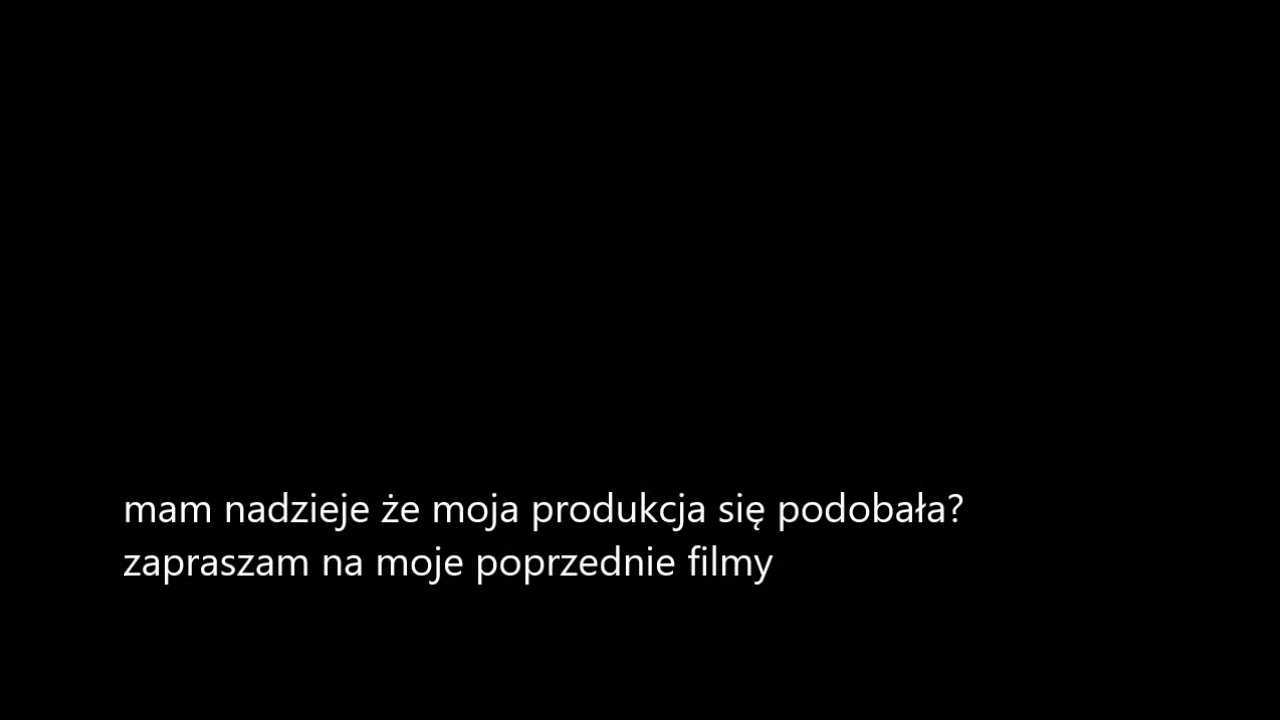 mam nadzieje że moja produkcja się podobała?
zapraszam na moje poprzednie filmy